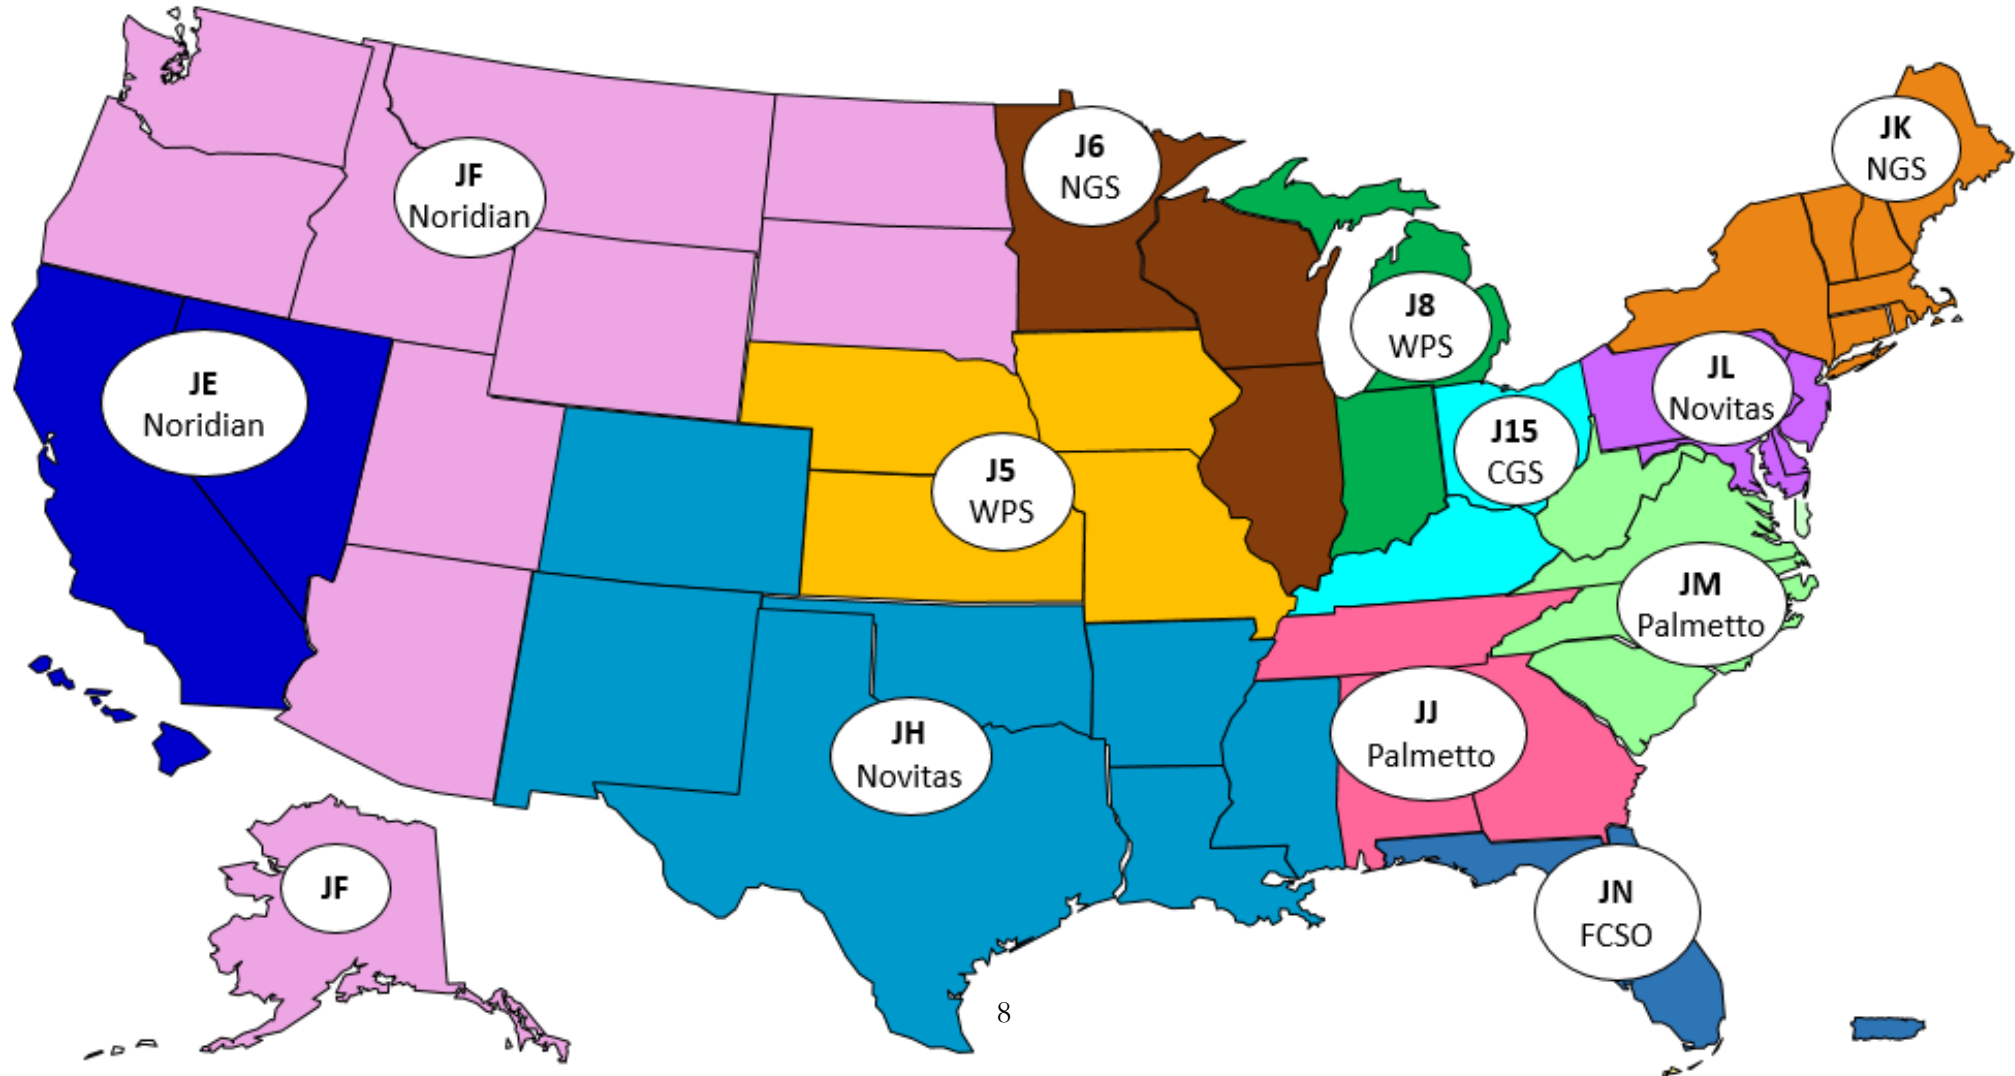 JK
NGS
J6
NGS
JF
Noridian
J8
WPS
JL
Novitas
JE
Noridian
J15
CGS
J5
WPS
JM
Palmetto
JJ
Palmetto
JH
Novitas
JF
JN
FCSO
8